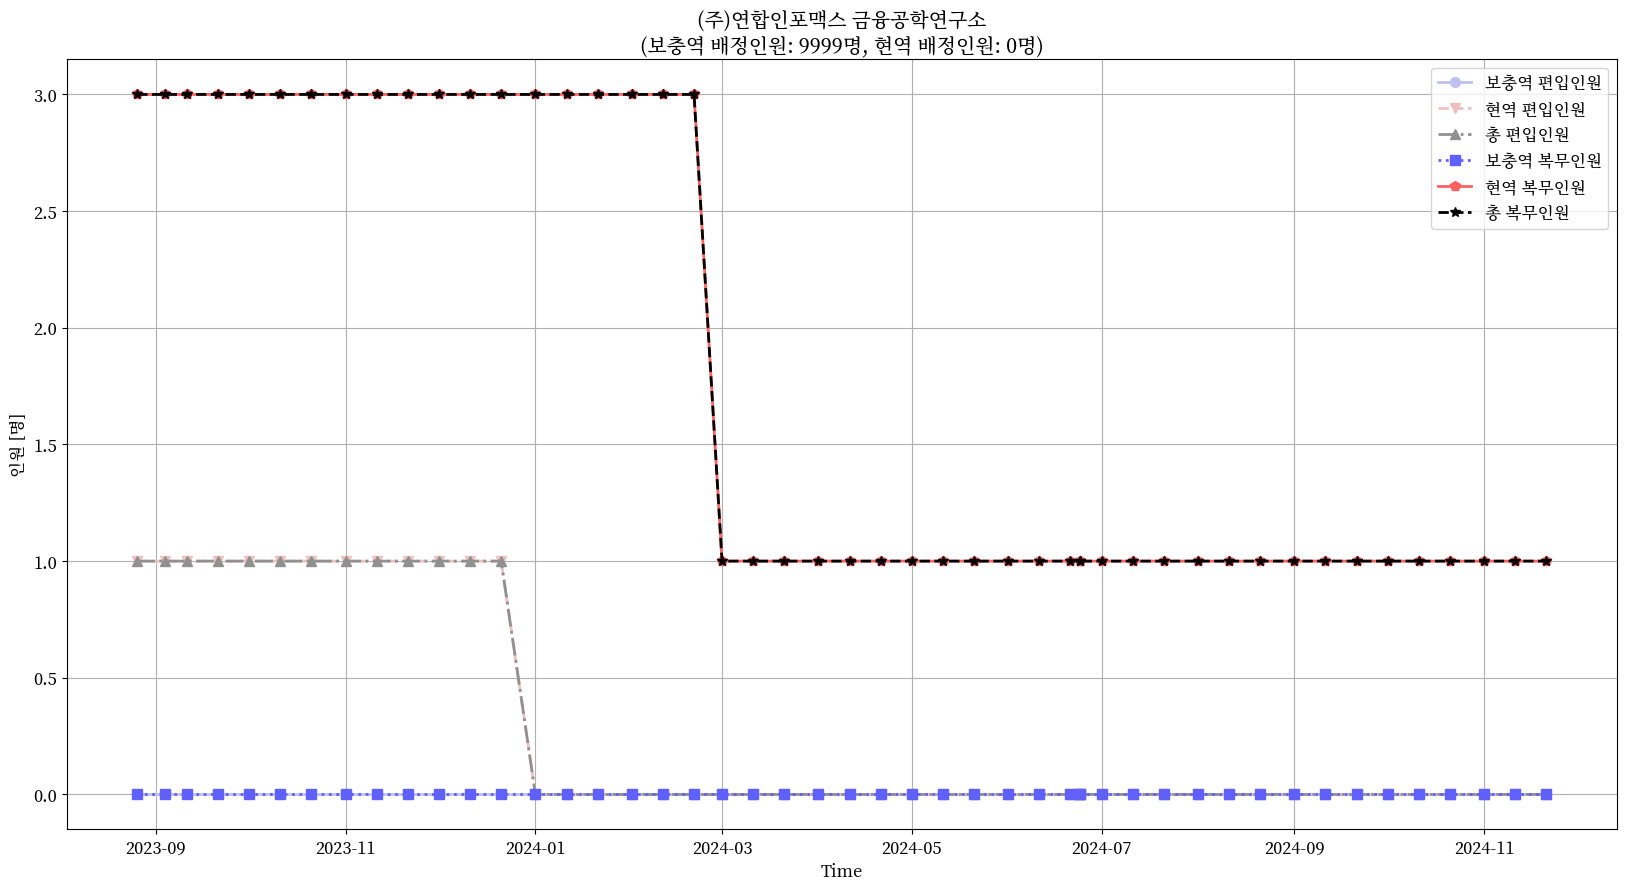 (주)연합인포맥스 금융공학연구소
(보충역 배정인원: 9999명, 현역 배정인원: 0명)
보충역 편입인원
현역 편입인원
총 편입인원
보충역 복무인원
현역 복무인원
총 복무인원
인원 [명]
3.0
2.5
2.0
1.5
1.0
0.5
0.0
2023-09
2023-11
2024-01
2024-03
2024-05
2024-07
2024-09
2024-11
Time